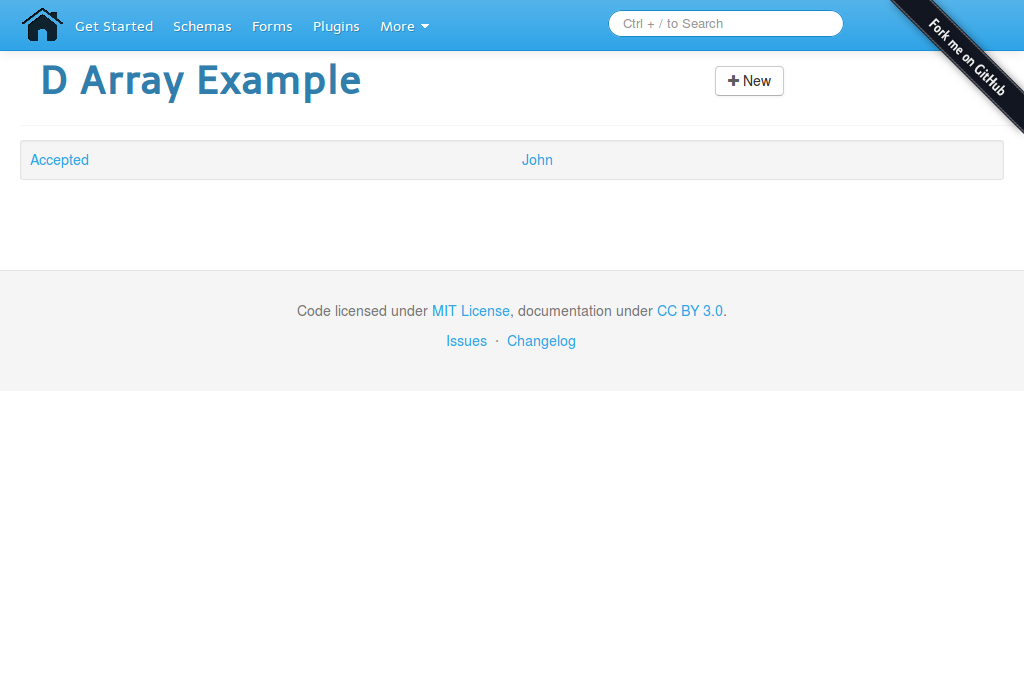 Get Started Schemas Forms Plugins More Ctrl + / to Search
Fork me on GitHub
D Array Example
New
Accepted John
Code licensed under MIT License, documentation under CC BY 3.0.
Issues · Changelog